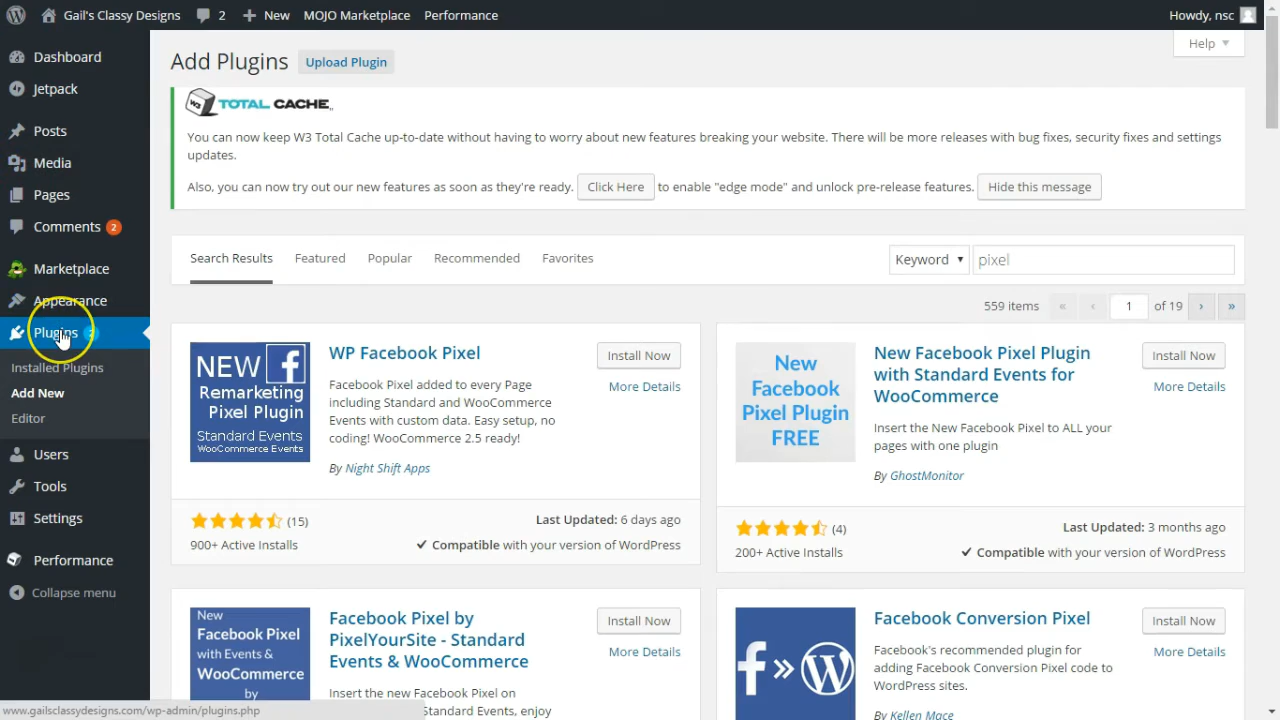 Gail's Classy Designs
2
New
MOJO Marketplace
Performance
Howdy, nsc
Dashboard
Jetpack
Posts
Media
Pages
Comments 2
Marketplace
Appearance
Plugins
Installed Plugins
Add New
Editor
Users
Tools
Settings
Performance
Collapse menu
www.gailsclassydesigns.com/wp-admin/plugins.php
Help
Add Plugins
Upload Plugin
W3 TOTAL CACHE
You can now keep W3 Total Cache up-to-date without having to worry about new features breaking your website. There will be more releases with bug fixes, security fixes and settings
updates.
Also, you can now try out our new features as soon as they're ready. Click Here to enable "edge mode" and unlock pre-release features. Hide this message
Search Results
Featured
Popular
Recommended
Favorites
Keyword
pixel
559 items « ‹ 1 of 19 › »
NEW f
Remarketing
Pixel Plugin
Standard Events
WooCommerce Events
WP Facebook Pixel
Install Now
More Details
Facebook Pixel added to every Page
including Standard and WooCommerce
Events with custom data. Easy setup, no
coding! WooCommerce 2.5 ready!
By Night Shift Apps
(15)
900+ Active Installs
Last Updated: 6 days ago
Compatible with your version of WordPress
New
Facebook
Pixel Plugin
FREE
New Facebook Pixel Plugin
with Standard Events for
WooCommerce
Install Now
More Details
Insert the New Facebook Pixel to ALL your
pages with one plugin
By GhostMonitor
(4)
200+ Active Installs
Last Updated: 3 months ago
Compatible with your version of WordPress
New
Facebook Pixel
with Events &
WooCommerce
by
Facebook Pixel by
PixelYourSite - Standard
Events & WooCommerce
Install Now
More Details
Insert the new Facebook Pixel on
Standard Events, enjoy
f » W
Facebook Conversion Pixel
Install Now
More Details
Facebook's recommended plugin for
adding Facebook Conversion Pixel code to
WordPress sites.
By Kellen Mace